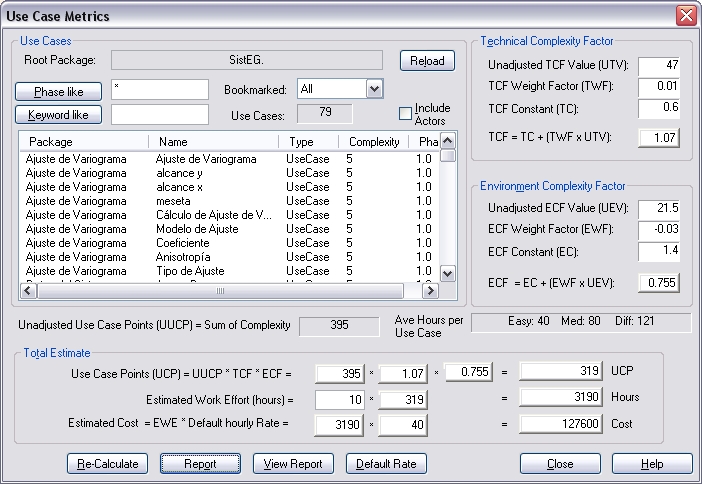 Use Case Metrics
Use Cases
Root Package: SistEG. Reload
Phase like * Bookmarked: All
Keyword like Use Cases: 79 Include Actors
Package Name Type Complexity Pha
Ajuste de Variograma Ajuste de Variograma UseCase 5 1.0
Ajuste de Variograma alcance y UseCase 5 1.0
Ajuste de Variograma alcance x UseCase 5 1.0
Ajuste de Variograma meseta UseCase 5 1.0
Ajuste de Variograma Cálculo de Ajuste de V... UseCase 5 1.0
Ajuste de Variograma Modelo de Ajuste UseCase 5 1.0
Ajuste de Variograma Coeficiente UseCase 5 1.0
Ajuste de Variograma Anisotropía UseCase 5 1.0
Ajuste de Variograma Tipo de Ajuste UseCase 5 1.0
Technical Complexity Factor
Unadjusted TCF Value (UTV): 47
TCF Weight Factor (TWF): 0.01
TCF Constant (TC): 0.6
TCF = TC + (TWF x UTV): 1.07
Environment Complexity Factor
Unadjusted ECF Value (UEV): 21.5
ECF Weight Factor (EWF): -0.03
ECF Constant (EC): 1.4
ECF = EC + (EWF x UEV): 0.755
Unadjusted Use Case Points (UUCP) = Sum of Complexity 395
Ave Hours per Use Case Easy: 40 Med: 80 Diff: 121
Total Estimate
Use Case Points (UCP) = UUCP * TCF * ECF = 395 * 1.07 * 0.755 = 319 UCP
Estimated Work Effort (hours) = 10 * 319 = 3190 Hours
Estimated Cost = EWE * Default hourly Rate = 3190 * 40 = 127600 Cost
Re-Calculate Report View Report Default Rate Close Help